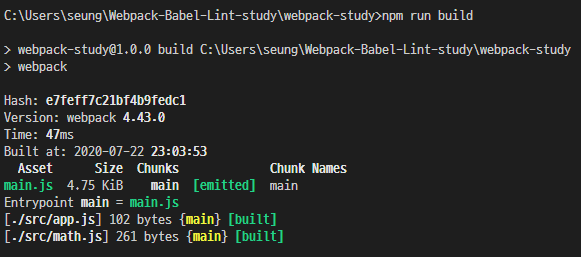 C:\Users\seung\Webpack-Babel-Lint-study\webpack-study>npm run build
> webpack-study@1.0.0 build C:\Users\seung\Webpack-Babel-Lint-study\webpack-study
> webpack
Hash: e7feff7c21bf4b9fedc1
Version: webpack 4.43.0
Time: 47ms
Built at: 2020-07-22 23:03:53
Asset Size Chunks Chunk Names
main.js 4.75 KiB main [emitted] main
Entrypoint main = main.js
[./src/app.js] 102 bytes {main} [built]
[./src/math.js] 261 bytes {main} [built]